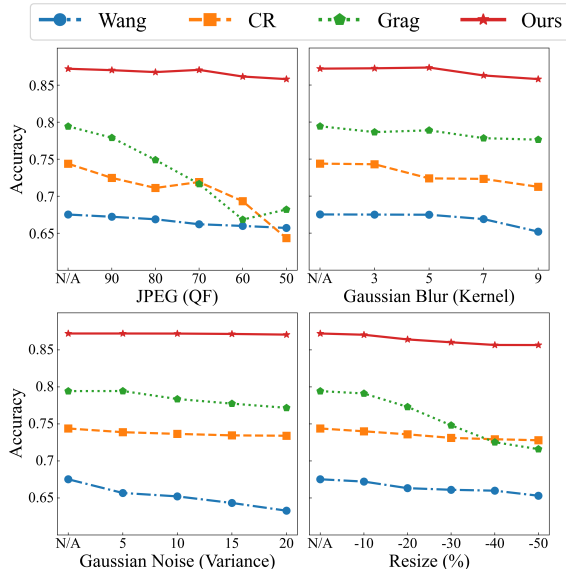 Wang CR Grag Ours
Accuracy
0.85
0.8
0.75
0.7
0.65
N/A 90 80 70 60 50
JPEG (QF)
N/A 3 5 7 9
Gaussian Blur (Kernel)
Accuracy
0.85
0.8
0.75
0.7
0.65
N/A 5 10 15 20
Gaussian Noise (Variance)
N/A -10 -20 -30 -40 -50
Resize (%)